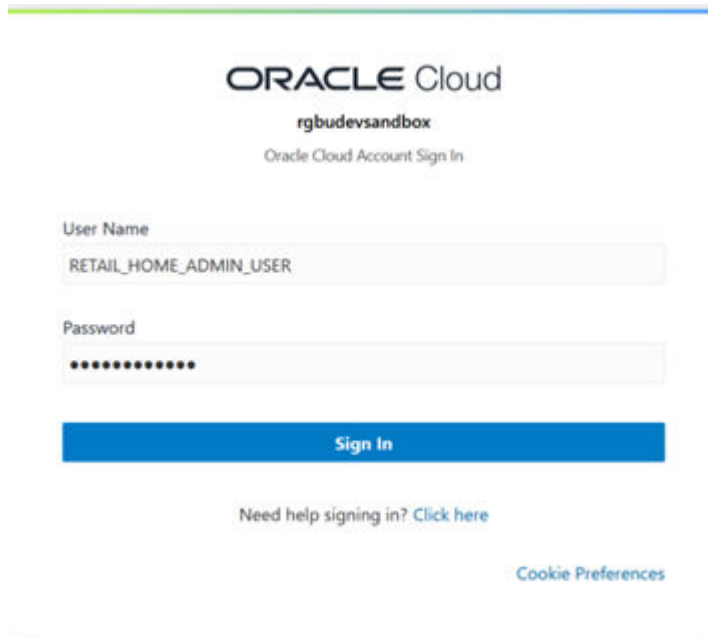 ORACLE Cloud
rgbudevsandbox
Oracle Cloud Account Sign In
User Name
RETAIL_HOME_ADMIN_USER
Password
••••••••••••
Sign In
Need help signing in? Click here
Cookie Preferences